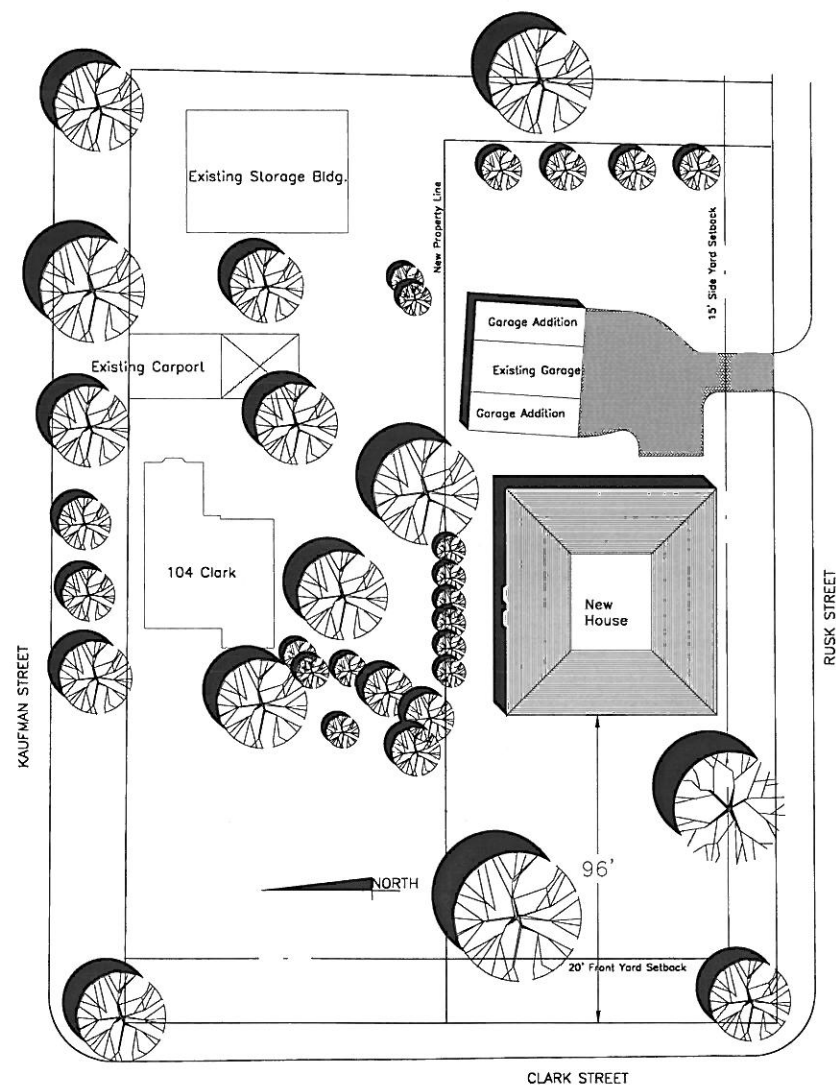 Existing Storage Bldg.
New Property Line
15' Side Yard Setback
Garage Addition
Existing Garage
Garage Addition
Existing Carport
104 Clark
New
House
KAUFMAN STREET
RUSK STREET
96'
NORTH
20' Front Yard Setback
CLARK STREET